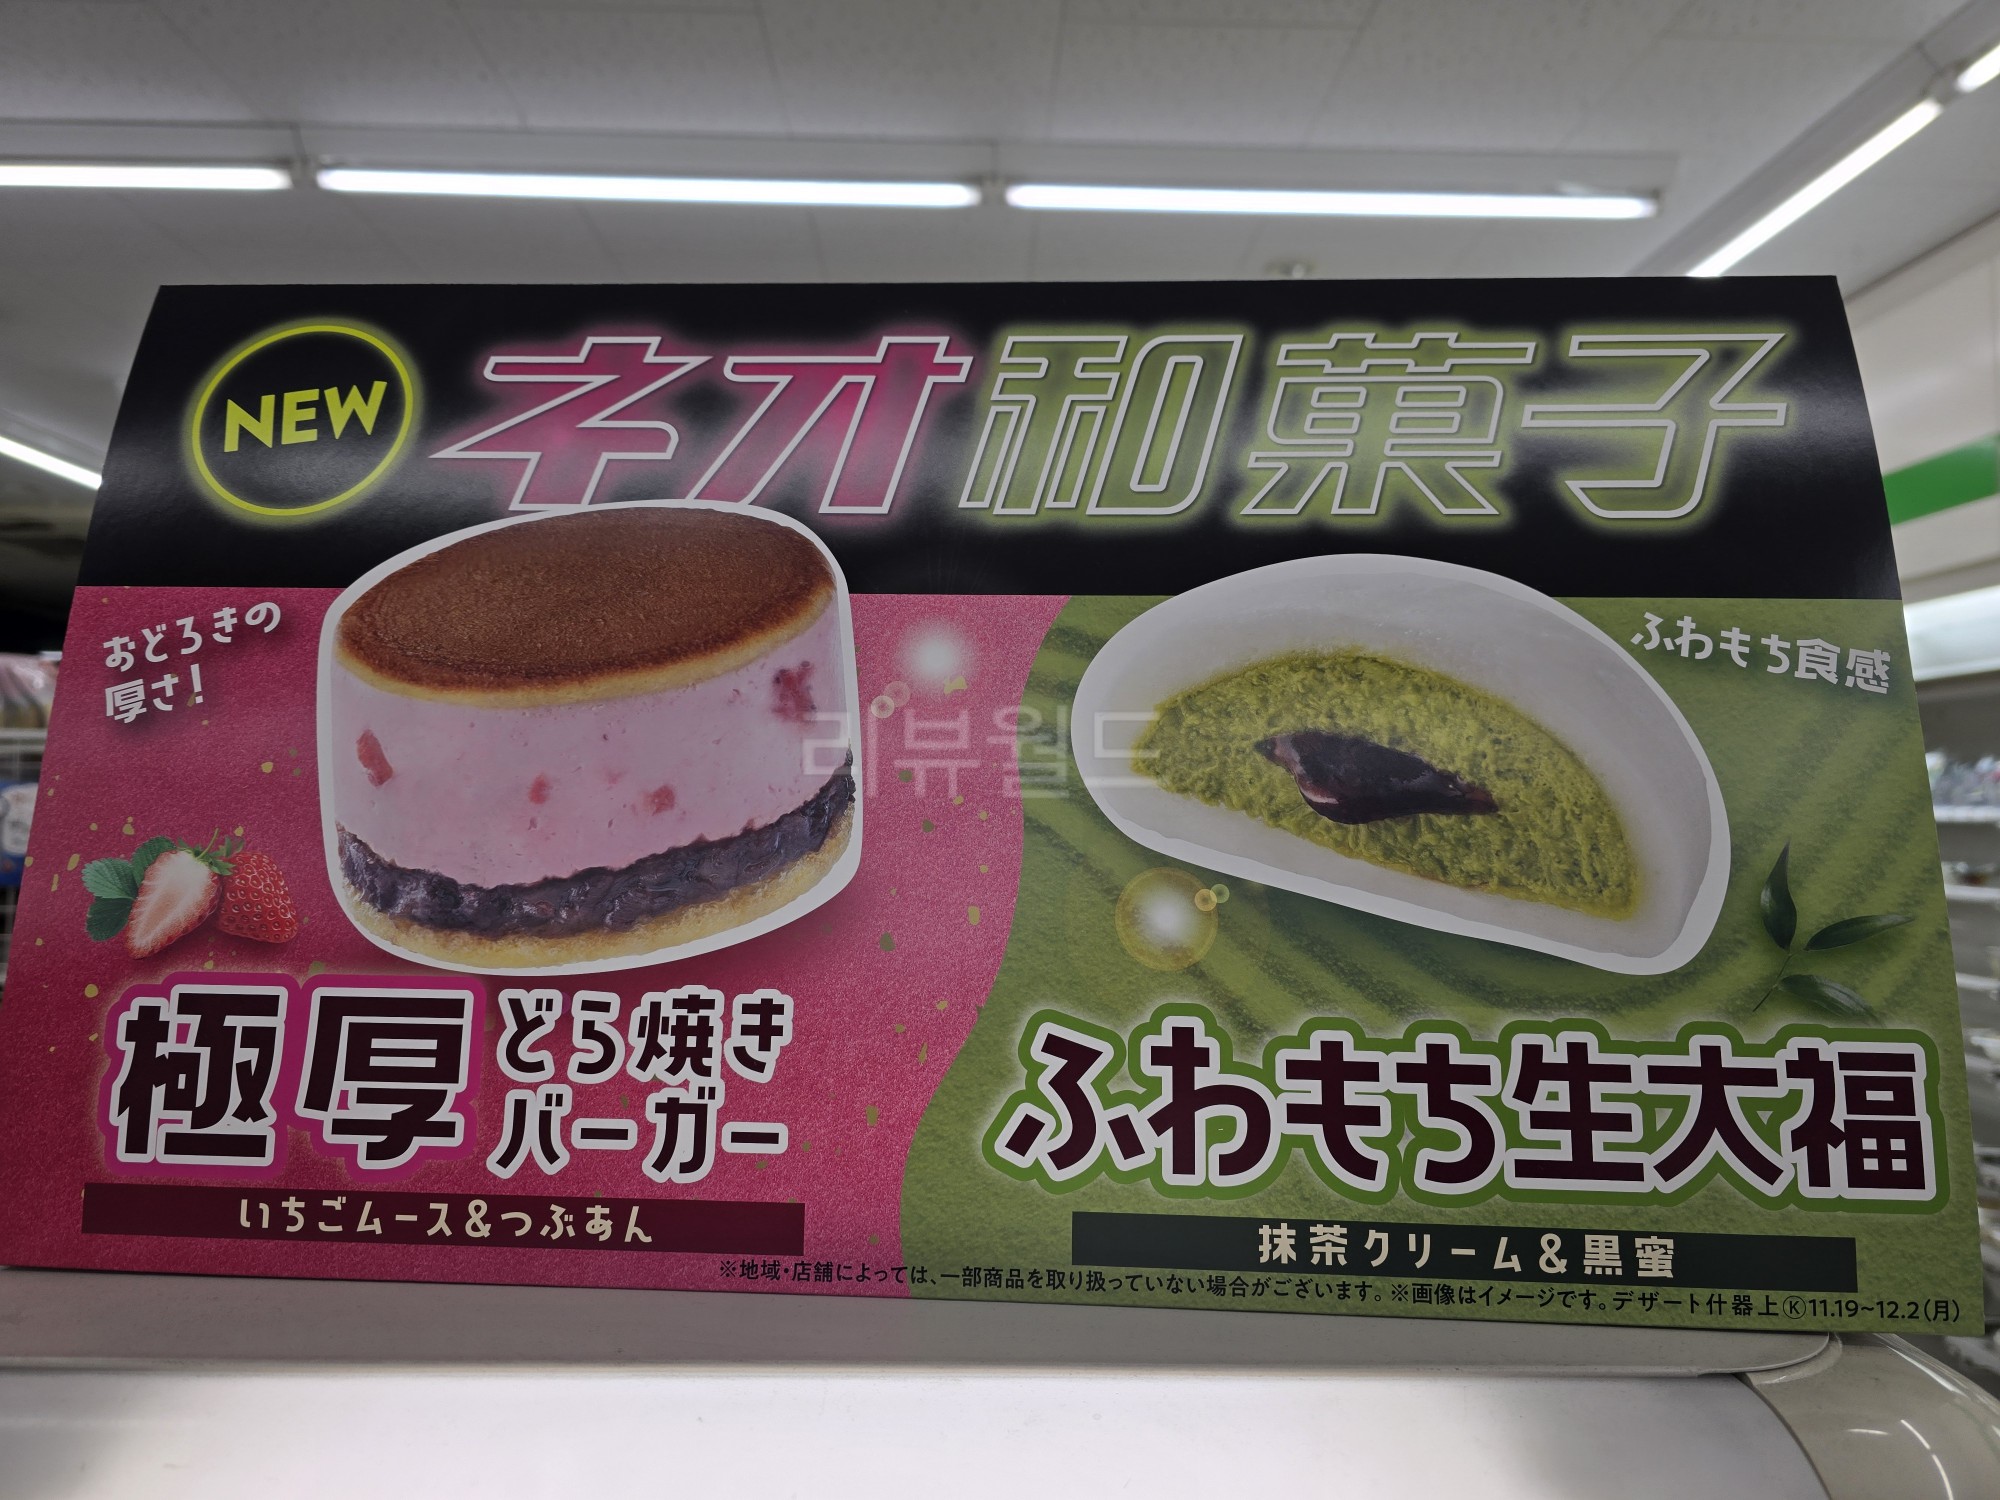 NEW
ネオ和菓子
おどろきの
厚さ!
ふわもち食感
리뷰월드
極厚どら焼き
バーガー
いちごムース&つぶあん
ふわもち生大福
抹茶クリーム&黒蜜
※地域・店舗によっては、一部商品を取り扱っていない場合がございます。※画像はイメージです。デザート什器上Ⓚ11.19~12.2(月)